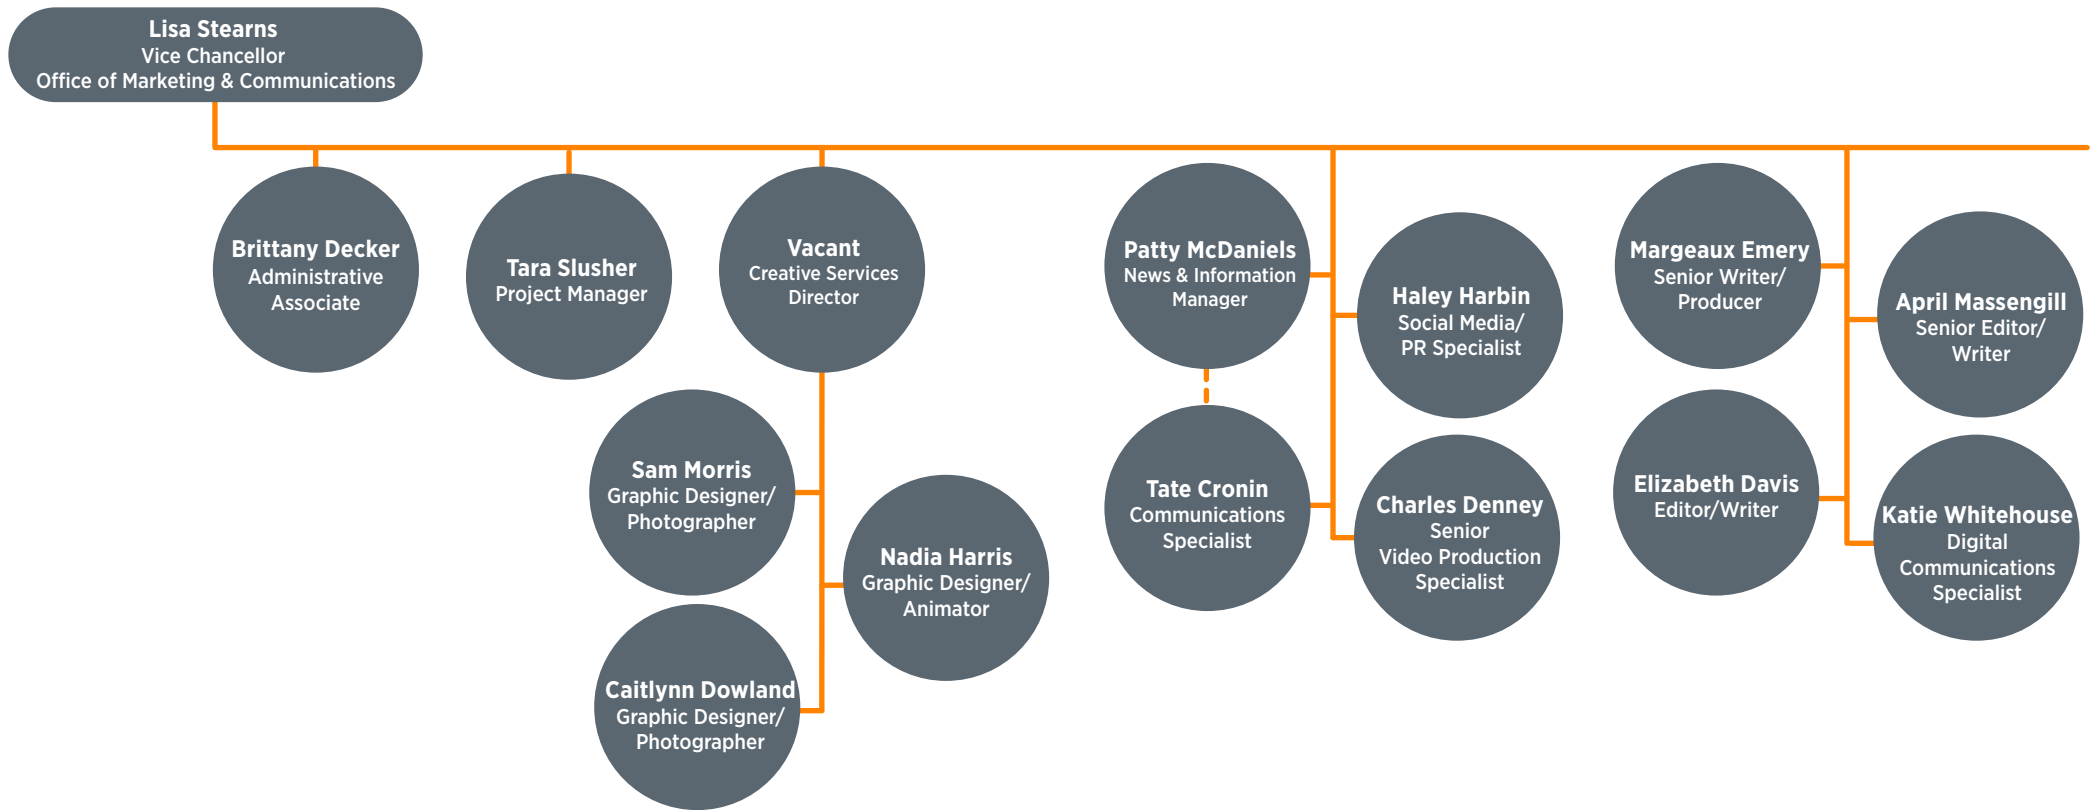 Lisa Stearns
Vice Chancellor
Office of Marketing & Communications
Brittany Decker
Administrative
Associate
Tara Slusher
Project Manager
Vacant
Creative Services
Director
Sam Morris
Graphic Designer/
Photographer
Nadia Harris
Graphic Designer/
Animator
Caitlynn Dowland
Graphic Designer/
Photographer
Patty McDaniels
News & Information
Manager
Haley Harbin
Social Media/
PR Specialist
Tate Cronin
Communications
Specialist
Charles Denney
Senior
Video Production
Specialist
Margeaux Emery
Senior Writer/
Producer
April Massengill
Senior Editor/
Writer
Elizabeth Davis
Editor/Writer
Katie Whitehouse
Digital
Communications
Specialist